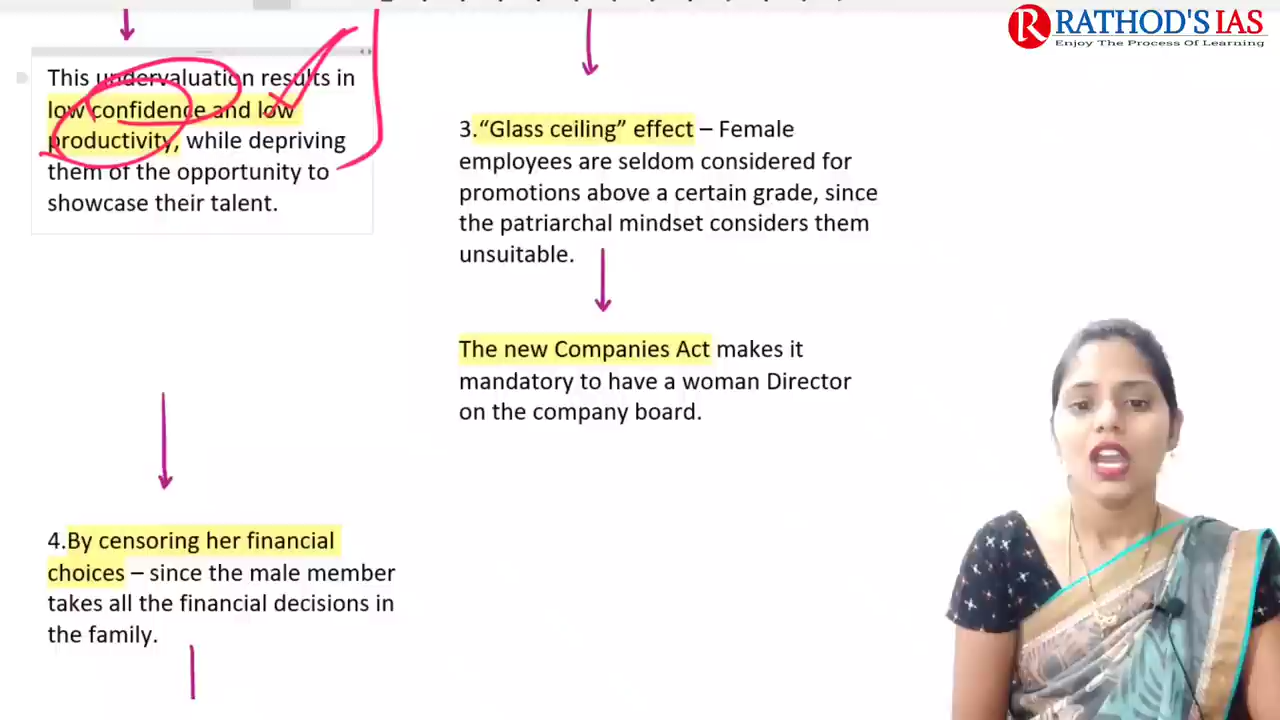 RATHOD'S IAS
Enjoy The Process Of Learning
This undervaluation results in
low confidence and low
productivity, while depriving
them of the opportunity to
showcase their talent.
3.“Glass ceiling” effect – Female
employees are seldom considered for
promotions above a certain grade, since
the patriarchal mindset considers them
unsuitable.
The new Companies Act makes it
mandatory to have a woman Director
on the company board.
4.By censoring her financial
choices – since the male member
takes all the financial decisions in
the family.